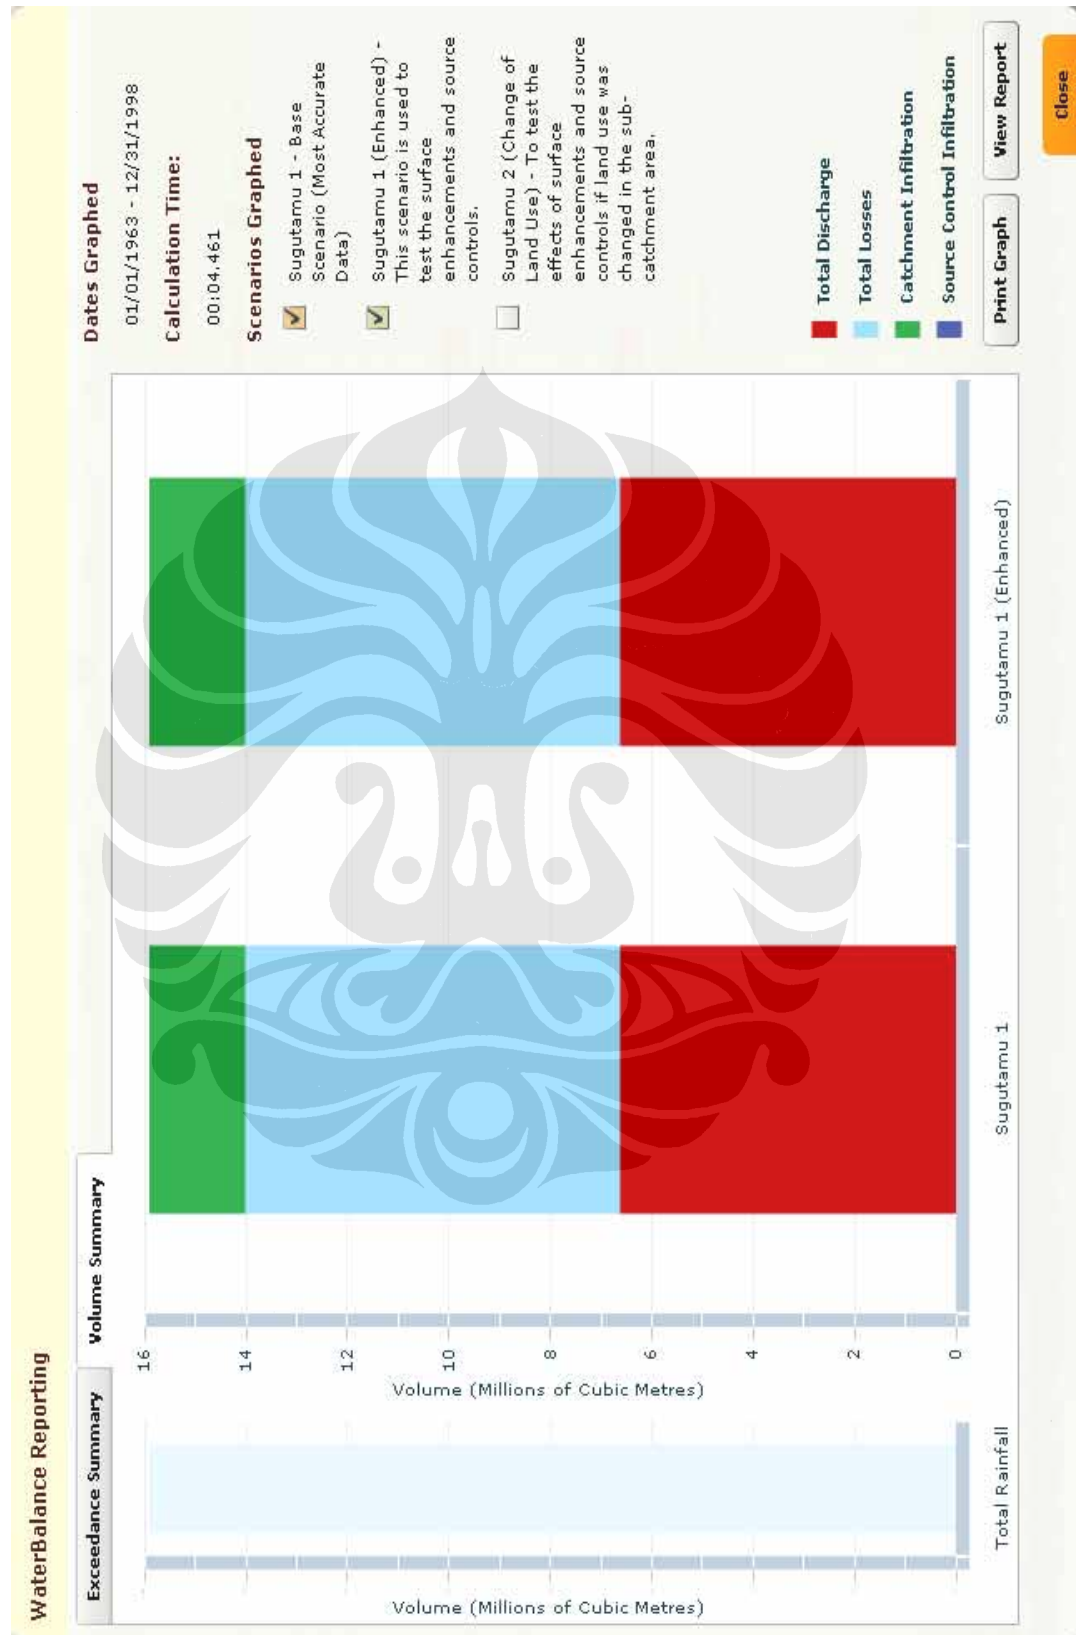 WaterBalance Reporting
Exceedance Summary
Volume Summary
Volume (Millions of Cubic Metres)
Total Rainfall
Volume (Millions of Cubic Metres)
16
14
12
10
8
6
4
2
0
Sugutamu 1
Sugutamu 1 (Enhanced)
Dates Graphed
01/01/1963 - 12/31/1998
Calculation Time:
00:04.461
Scenarios Graphed
Sugutamu 1 - Base
Scenario (Most Accurate
Data)
Sugutamu 1 (Enhanced) -
This scenario is used to
test the surface
enhancements and source
controls.
Sugutamu 2 (Change of
Land Use) - To test the
effects of surface
enhancements and source
controls if land use was
changed in the sub-
catchment area.
Total Discharge
Total Losses
Catchment Infiltration
Source Control Infiltration
Print Graph
View Report
Close